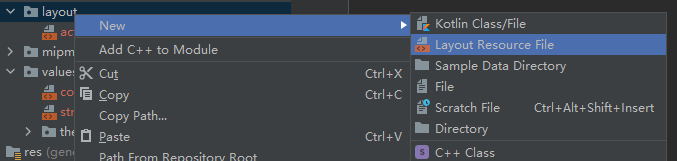 layout
New
Kotlin Class/File
Layout Resource File
Add C++ to Module
Sample Data Directory
Cut Ctrl+X
File
Copy Ctrl+C
Scratch File Ctrl+Alt+Shift+Insert
Copy Path...
Directory
Paste Ctrl+V
C++ Class
Path From Repository Root
ac
mipm
values
co
str
the
res (gene